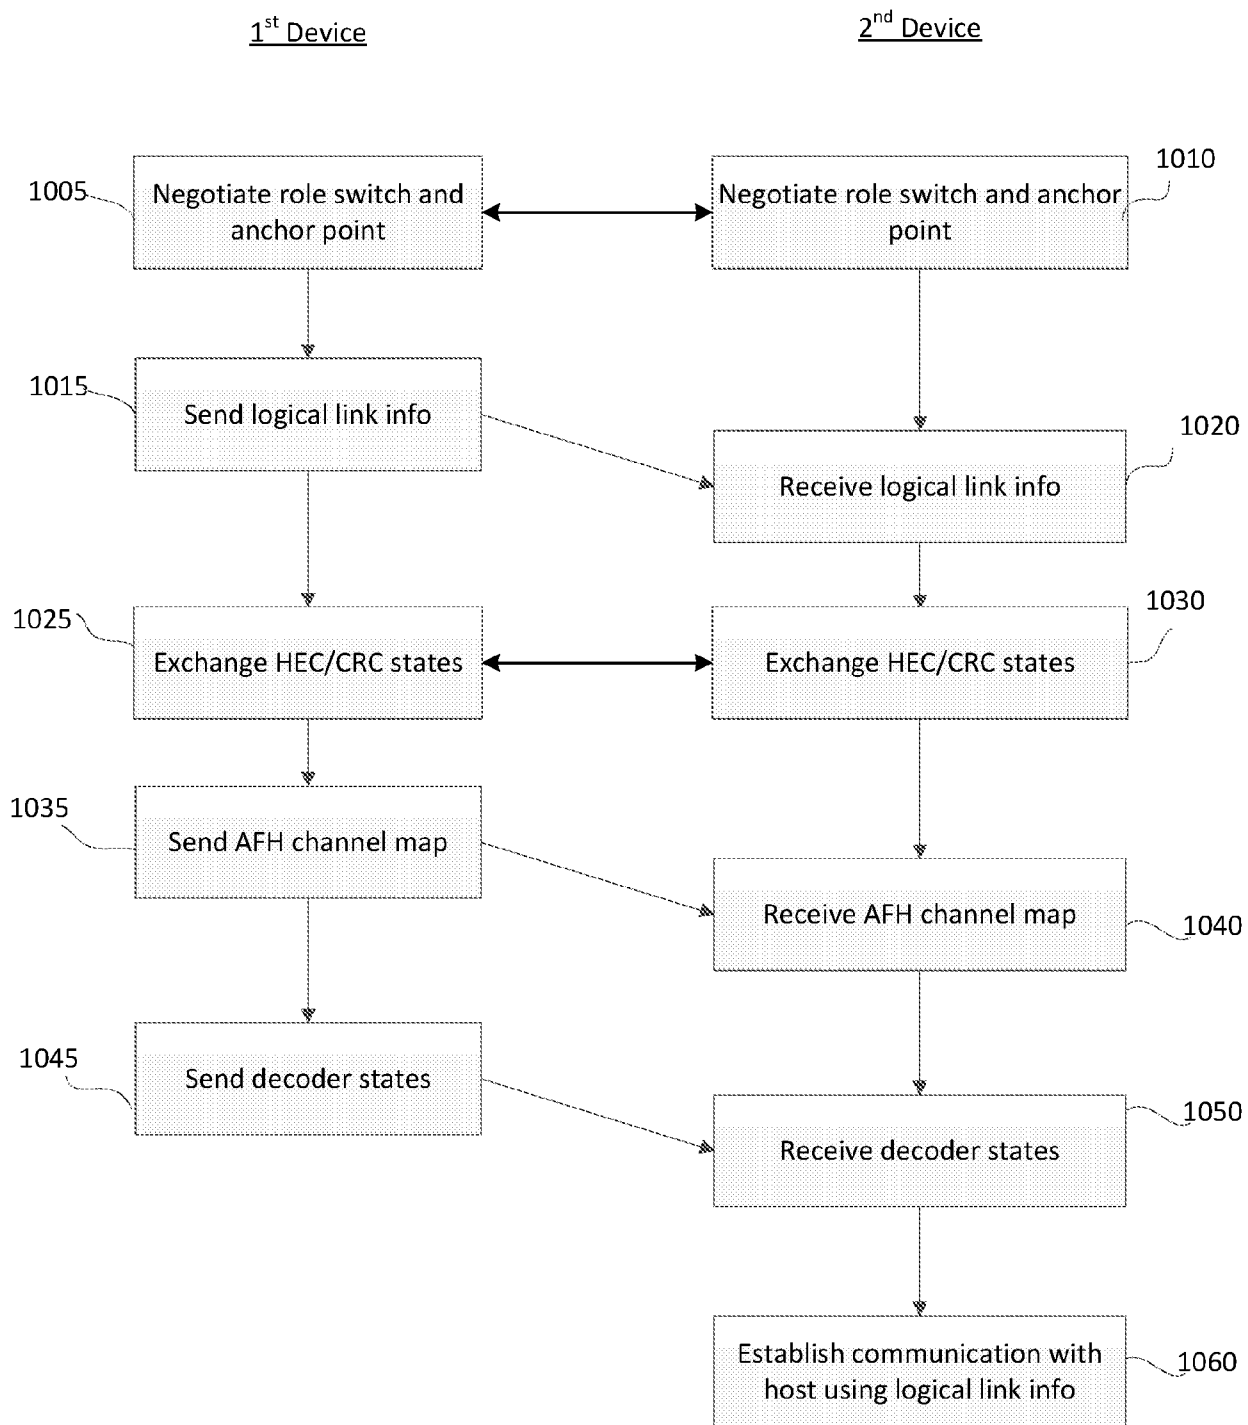 1st Device
2nd Device
1005
Negotiate role switch and
anchor point
Negotiate role switch and anchor
point
1010
1015
Send logical link info
1020
Receive logical link info
1025
Exchange HEC/CRC states
Exchange HEC/CRC states
1030
1035
Send AFH channel map
Receive AFH channel map
1040
1045
Send decoder states
1050
Receive decoder states
Establish communication with
host using logical link info
1060